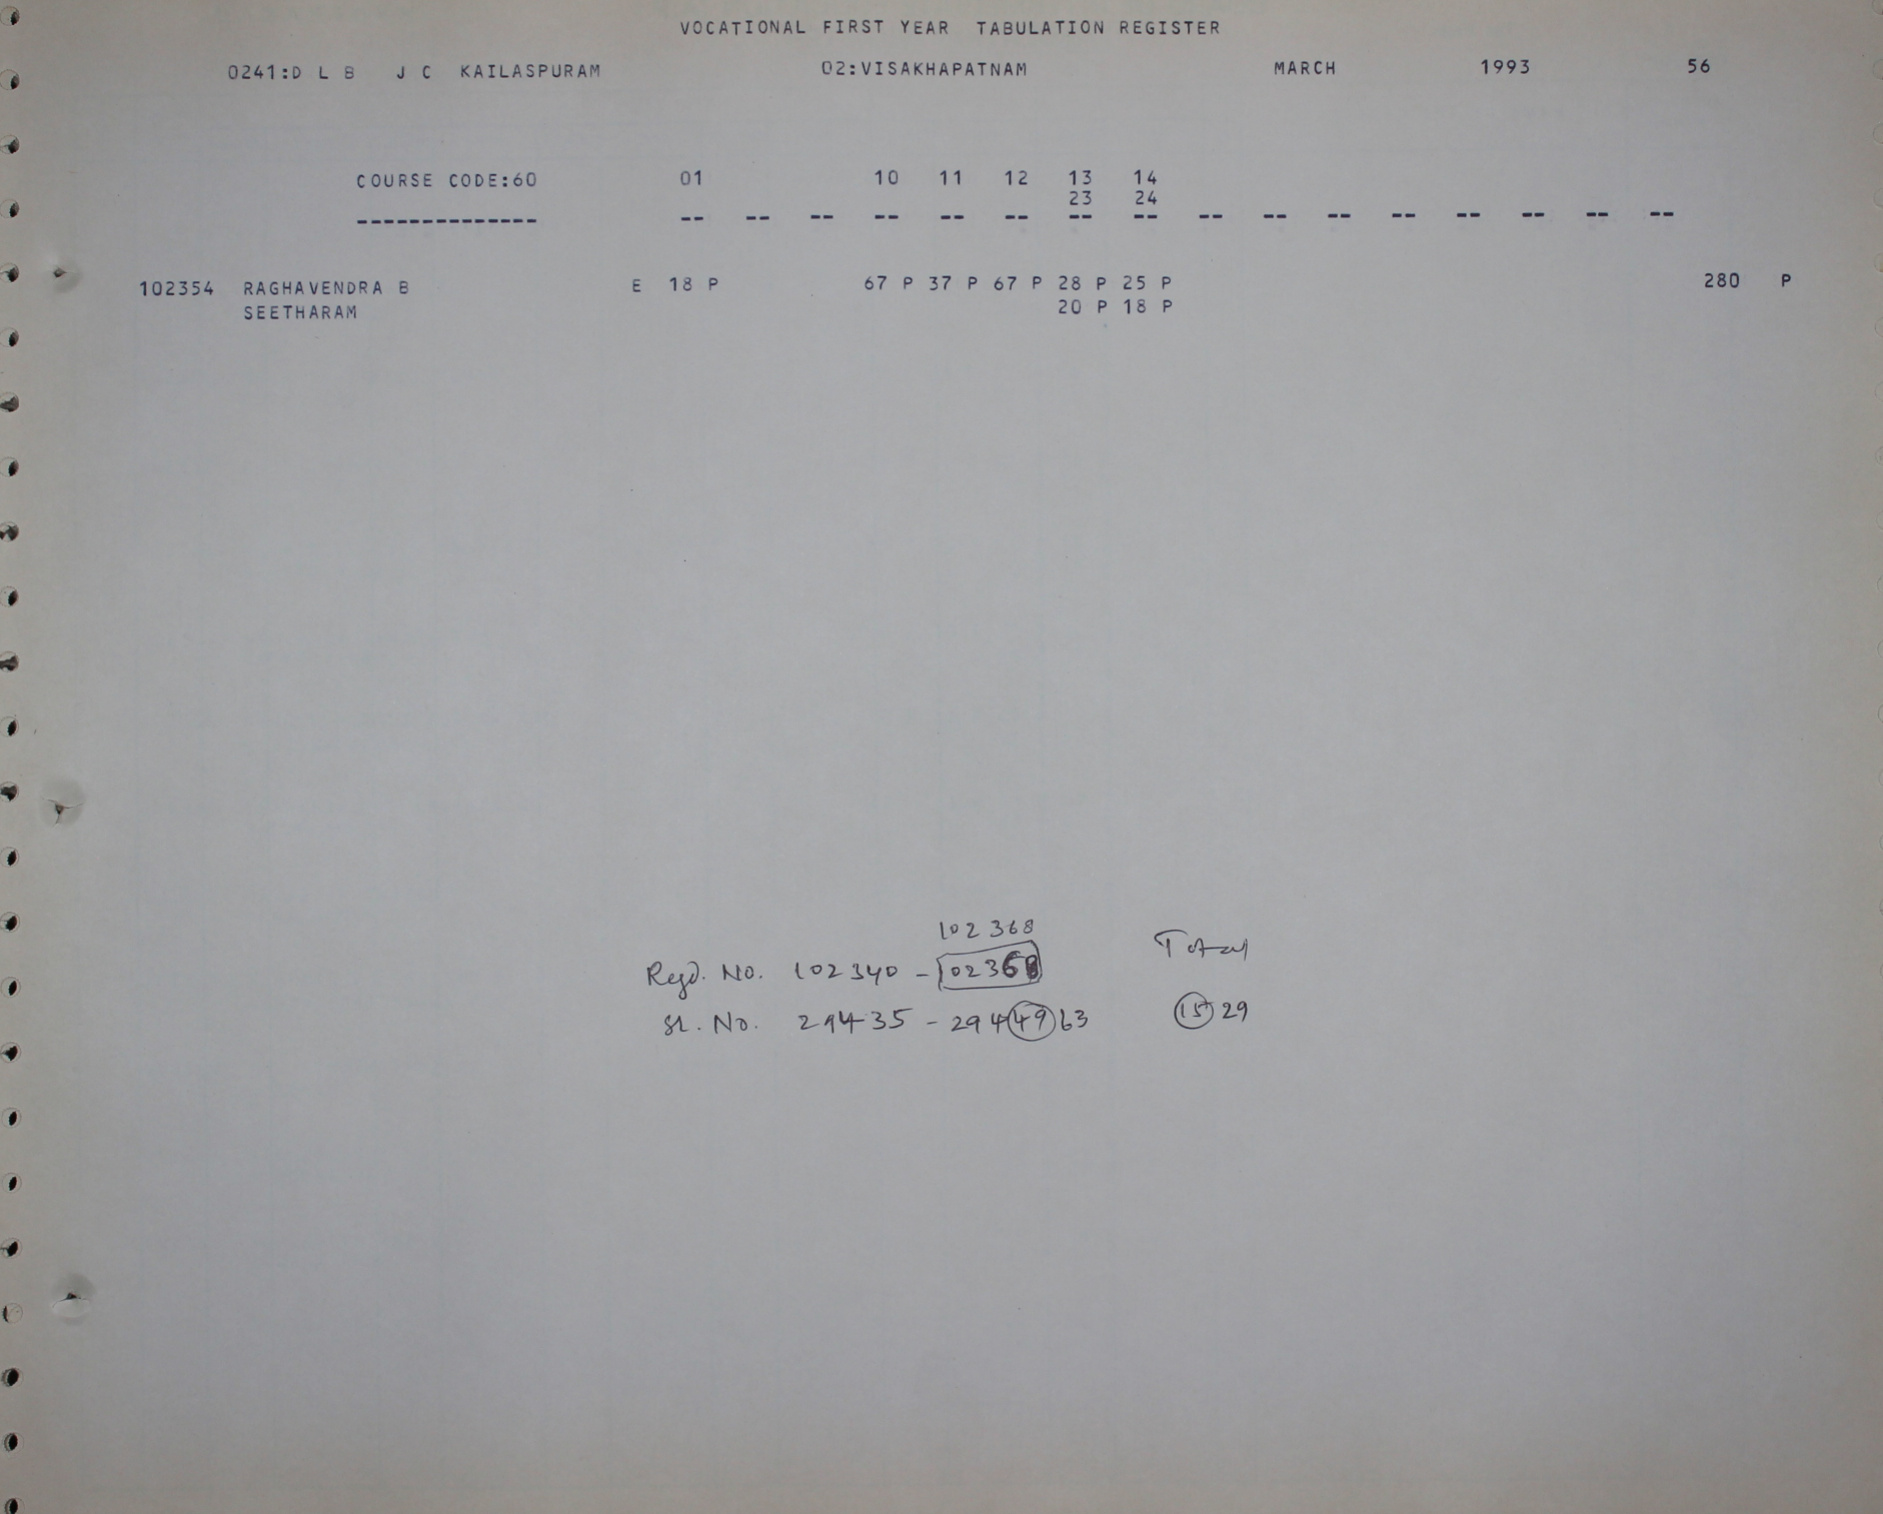 VOCATIONAL FIRST YEAR TABULATION REGISTER
0241:D L B J C KAILASPURAM 02:VISAKHAPATNAM MARCH 1993 56
COURSE CODE:60 01 10 11 12 13 14
23 24
-------------- -- -- -- -- -- -- -- -- -- -- -- -- -- -- -- --
102354 RAGHAVENDRA B E 18 P 67 P 37 P 67 P 28 P 25 P 280 P
SEETHARAM 20 P 18 P
102368
Regd. No. 102340 - 102368 Total
Sl. No. 29435 - 2944963 15 29